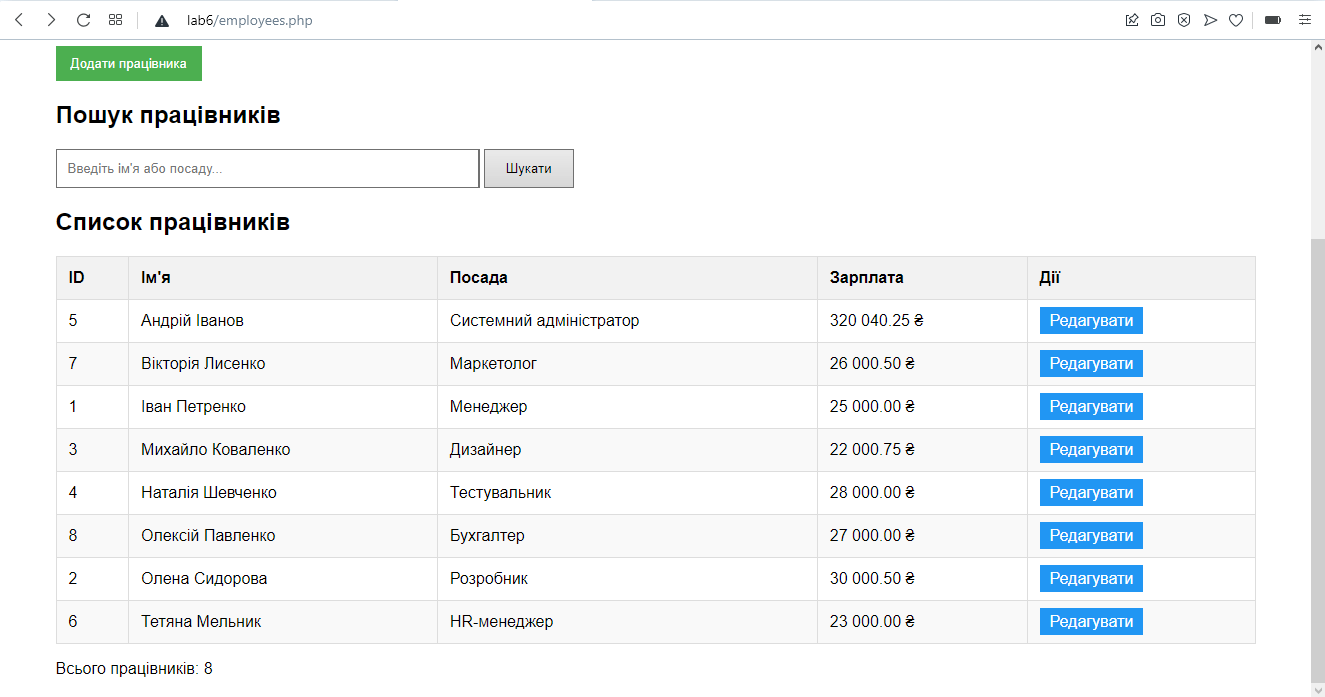 lab6/employees.php
Додати працівника
Пошук працівників
Введіть ім'я або посаду...
Шукати
Список працівників
ID Ім'я Посада Зарплата Дії
5 Андрій Іванов Системний адміністратор 320 040.25 ₴ Редагувати
7 Вікторія Лисенко Маркетолог 26 000.50 ₴ Редагувати
1 Іван Петренко Менеджер 25 000.00 ₴ Редагувати
3 Михайло Коваленко Дизайнер 22 000.75 ₴ Редагувати
4 Наталія Шевченко Тестувальник 28 000.00 ₴ Редагувати
8 Олексій Павленко Бухгалтер 27 000.00 ₴ Редагувати
2 Олена Сидорова Розробник 30 000.50 ₴ Редагувати
6 Тетяна Мельник HR-менеджер 23 000.00 ₴ Редагувати
Всього працівників: 8